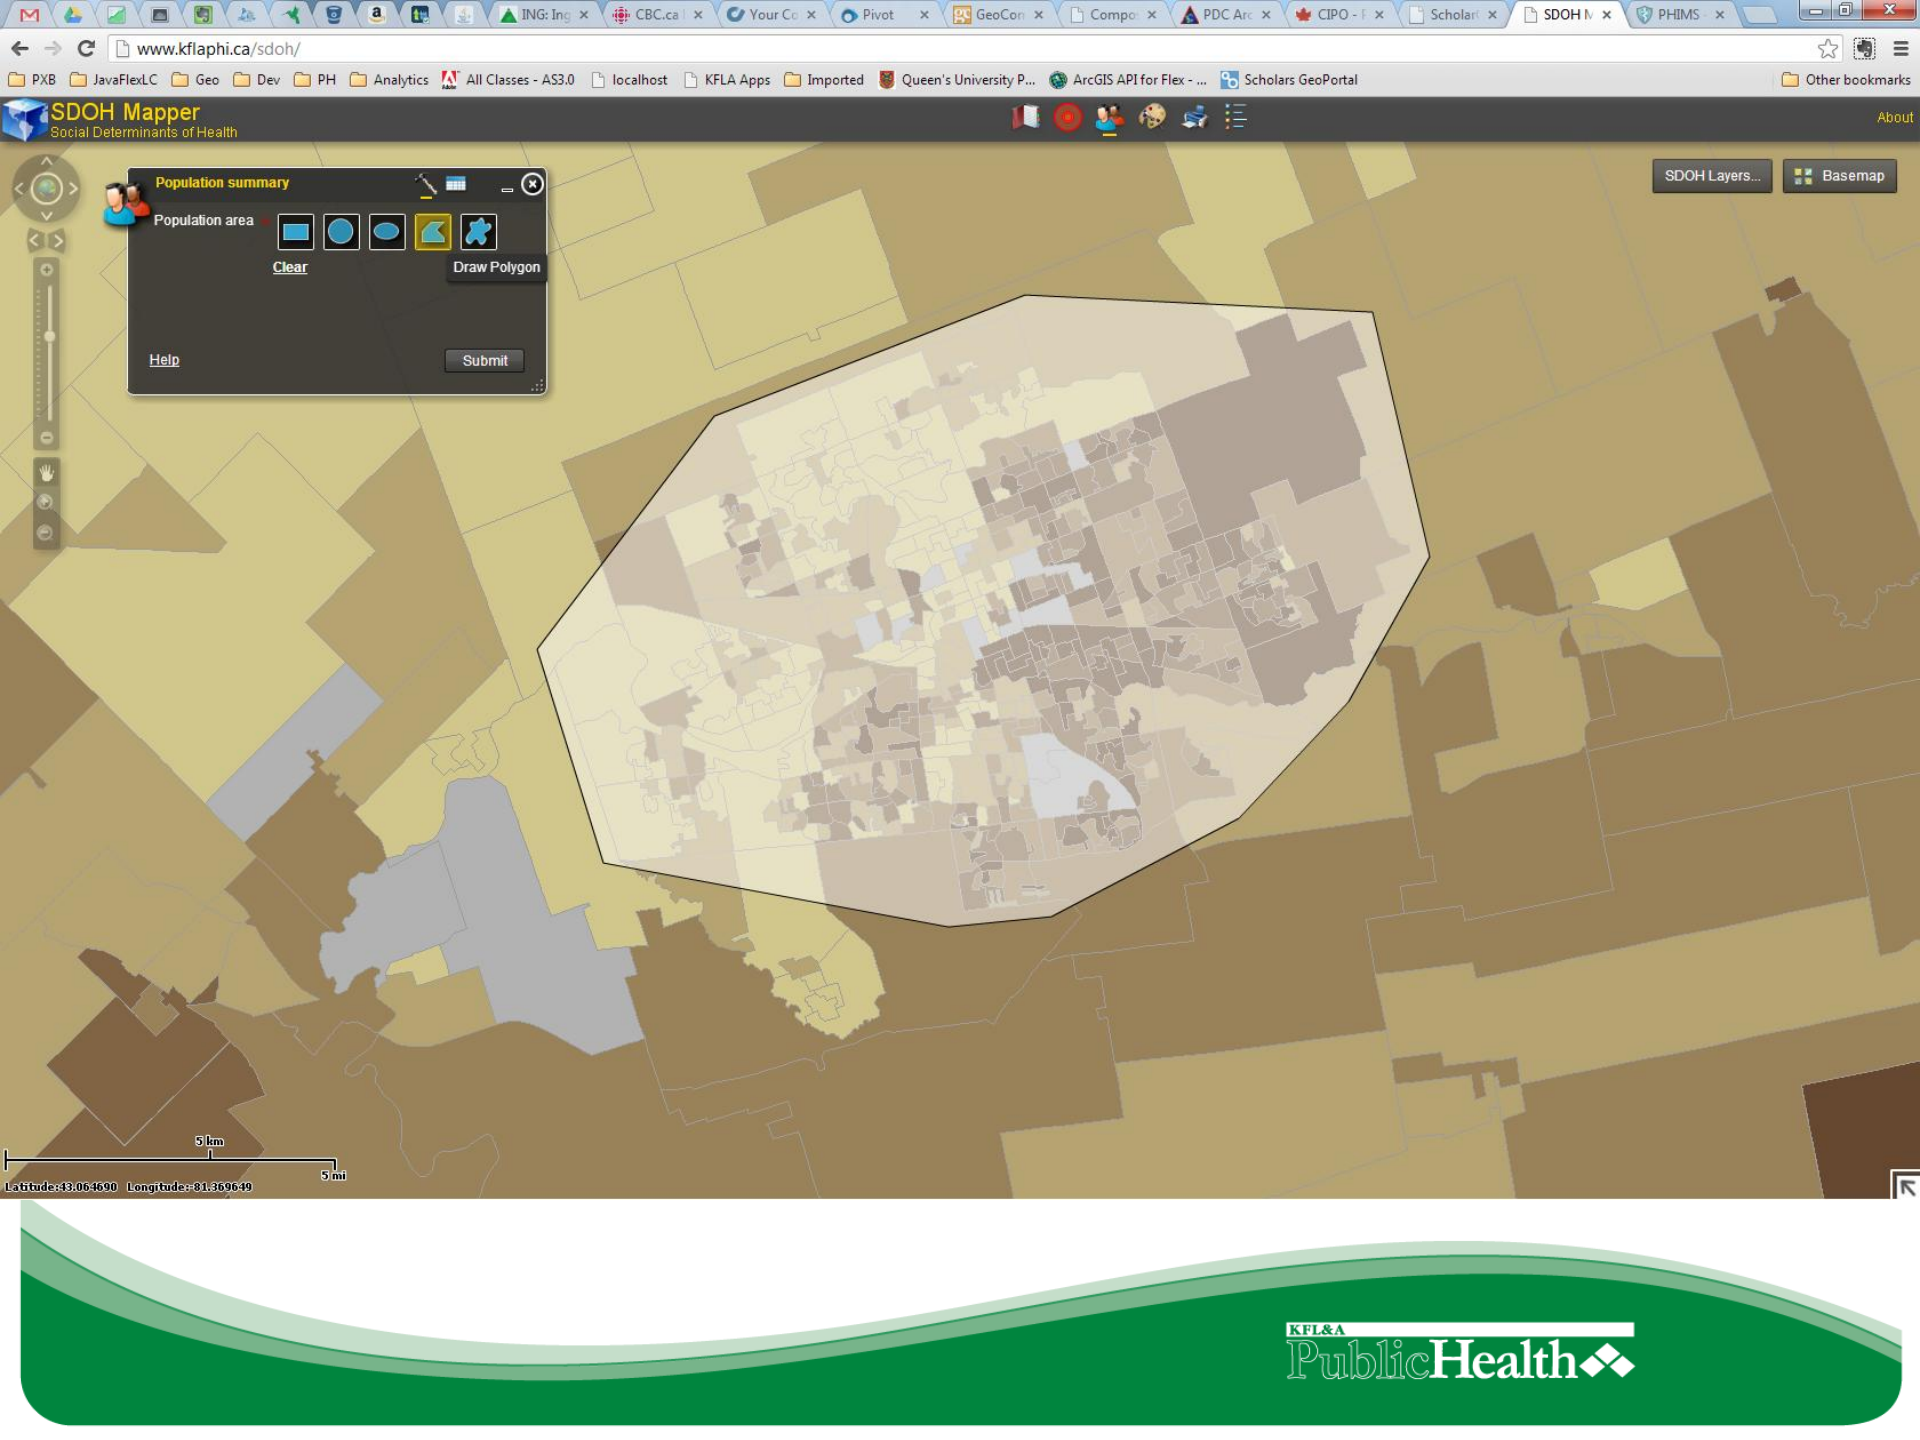 ING: Ing
CBC.ca
Your Co
Pivot
GeoCon
Compo
PDC Arc
CIPO - F
Scholar
SDOH M
PHIMS
www.kflaphi.ca/sdoh/
PXB JavaFlexLC Geo Dev PH Analytics All Classes - AS3.0 localhost KFLA Apps Imported Queen's University P... ArcGIS API for Flex - ... Scholars GeoPortal Other bookmarks
SDOH Mapper
Social Determinants of Health
About
Population summary
Population area
Clear
Draw Polygon
Help
Submit
SDOH Layers...
Basemap
5 km
5 mi
Latitude:43.064690 Longitude:-81.369649
KFL&A
PublicHealth